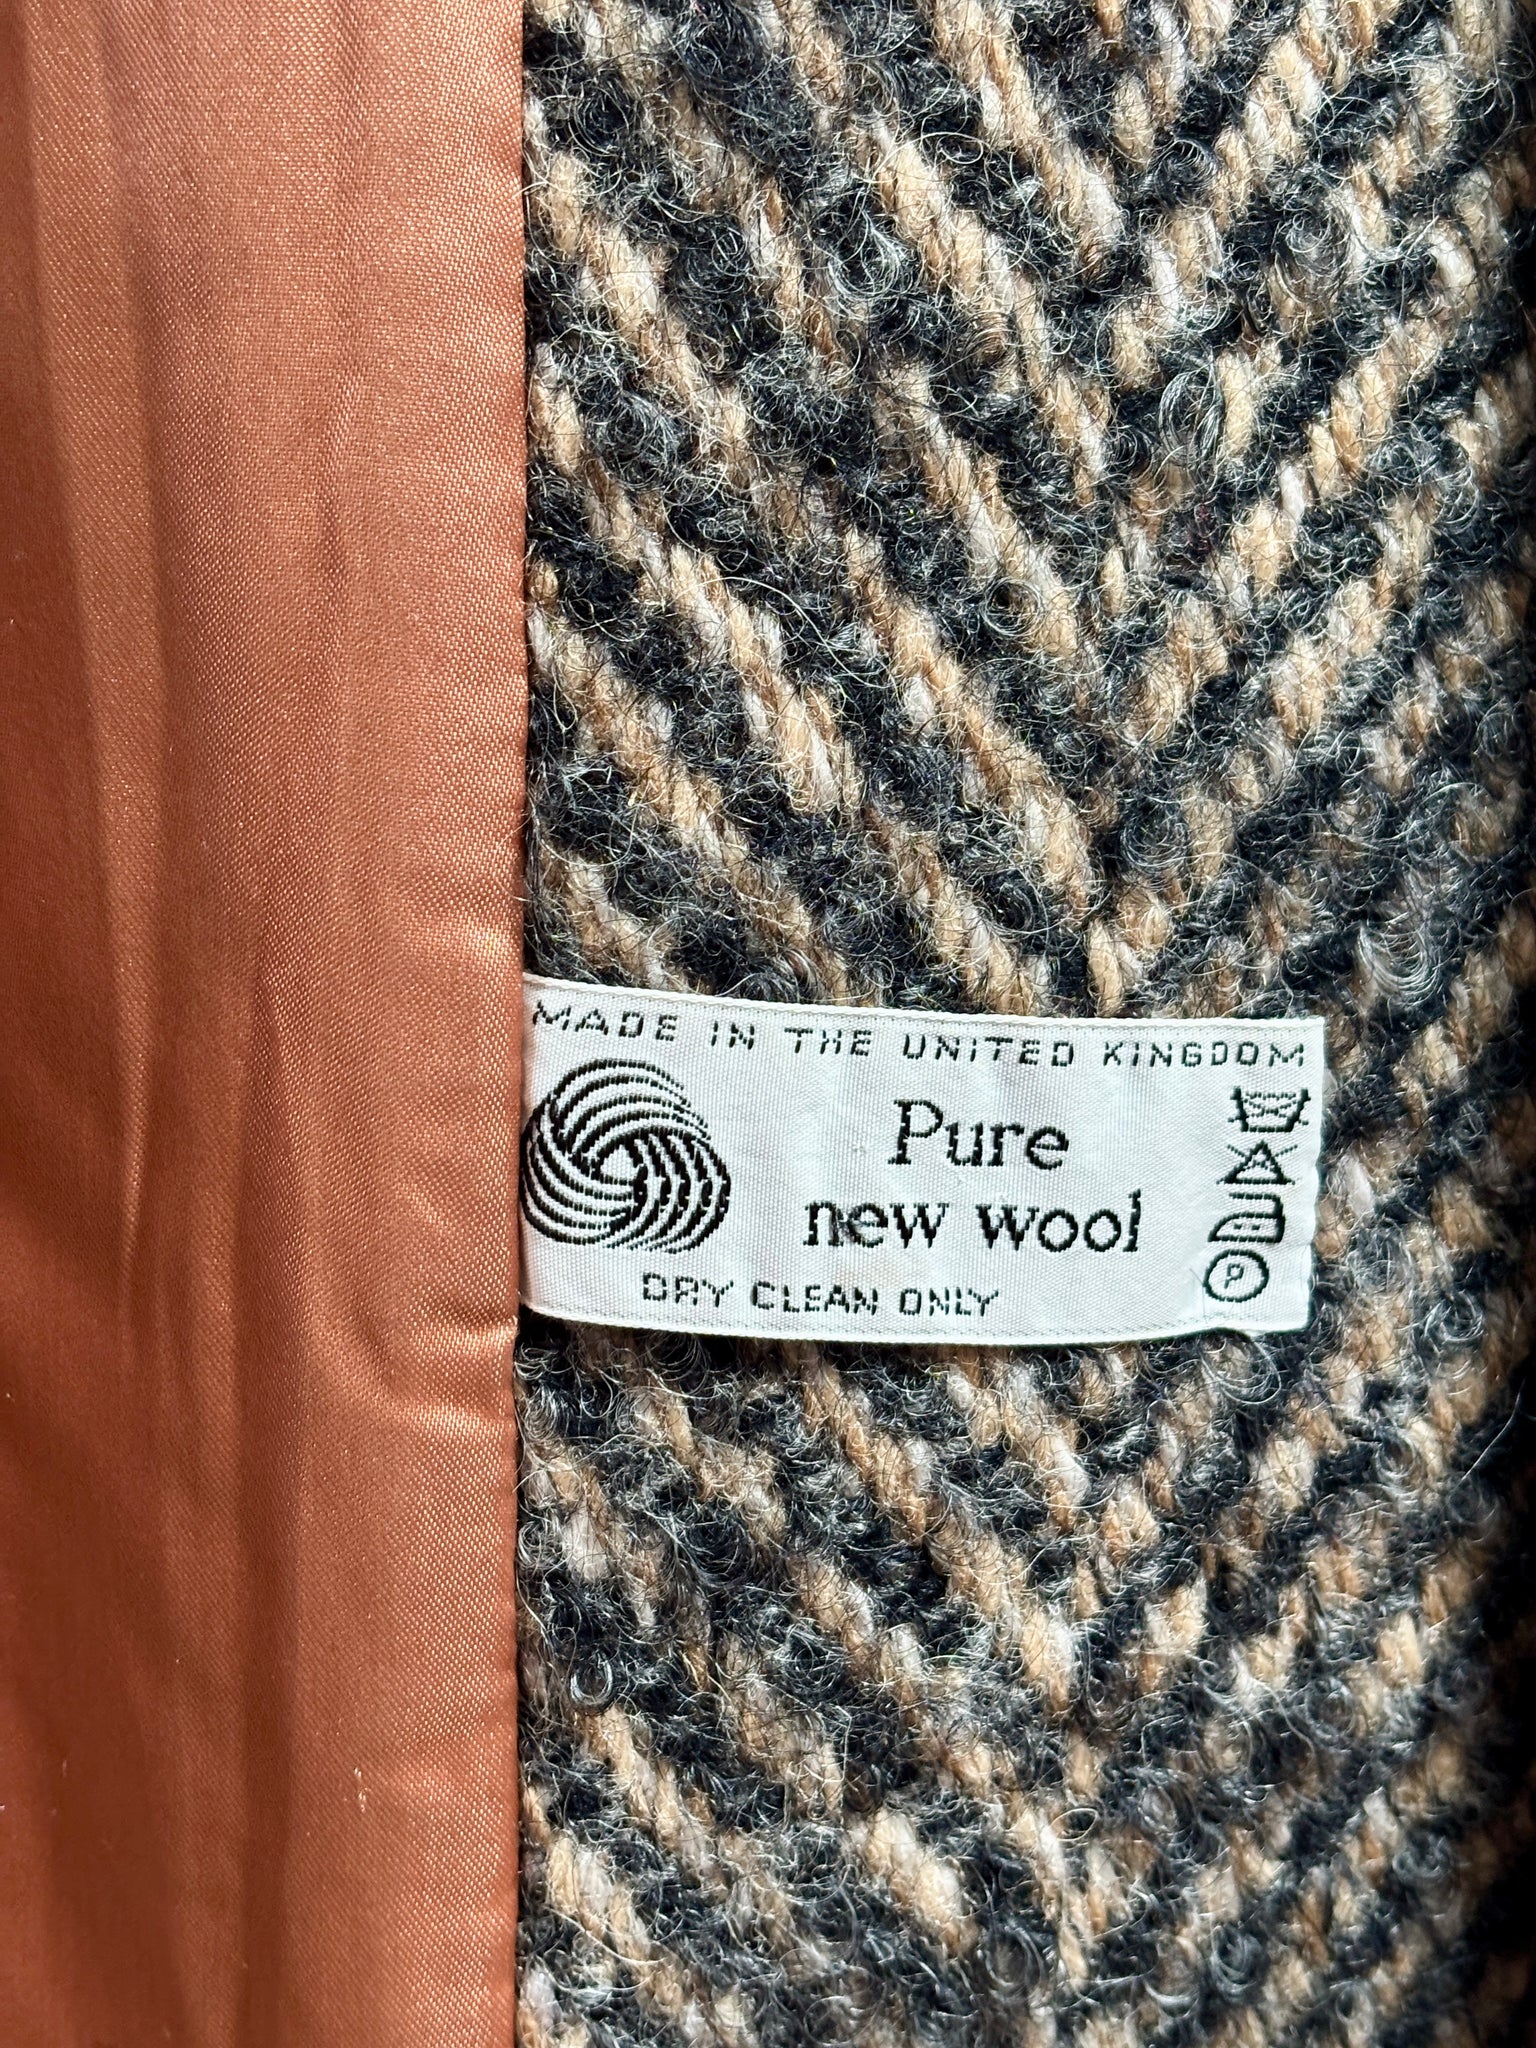 MADE IN THE UNITED KINGDOM
Pure
new wool
DRY CLEAN ONLY
P